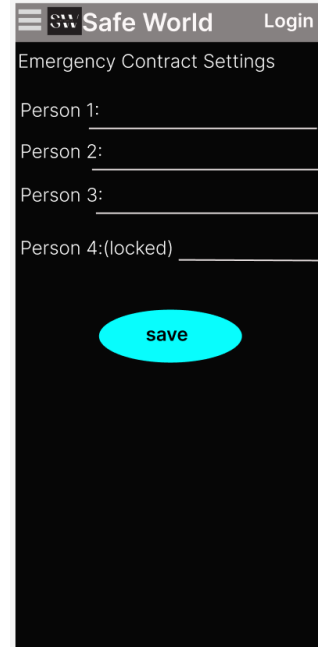 SW Safe World Login
Emergency Contract Settings
Person 1:
Person 2:
Person 3:
Person 4:(locked)
save